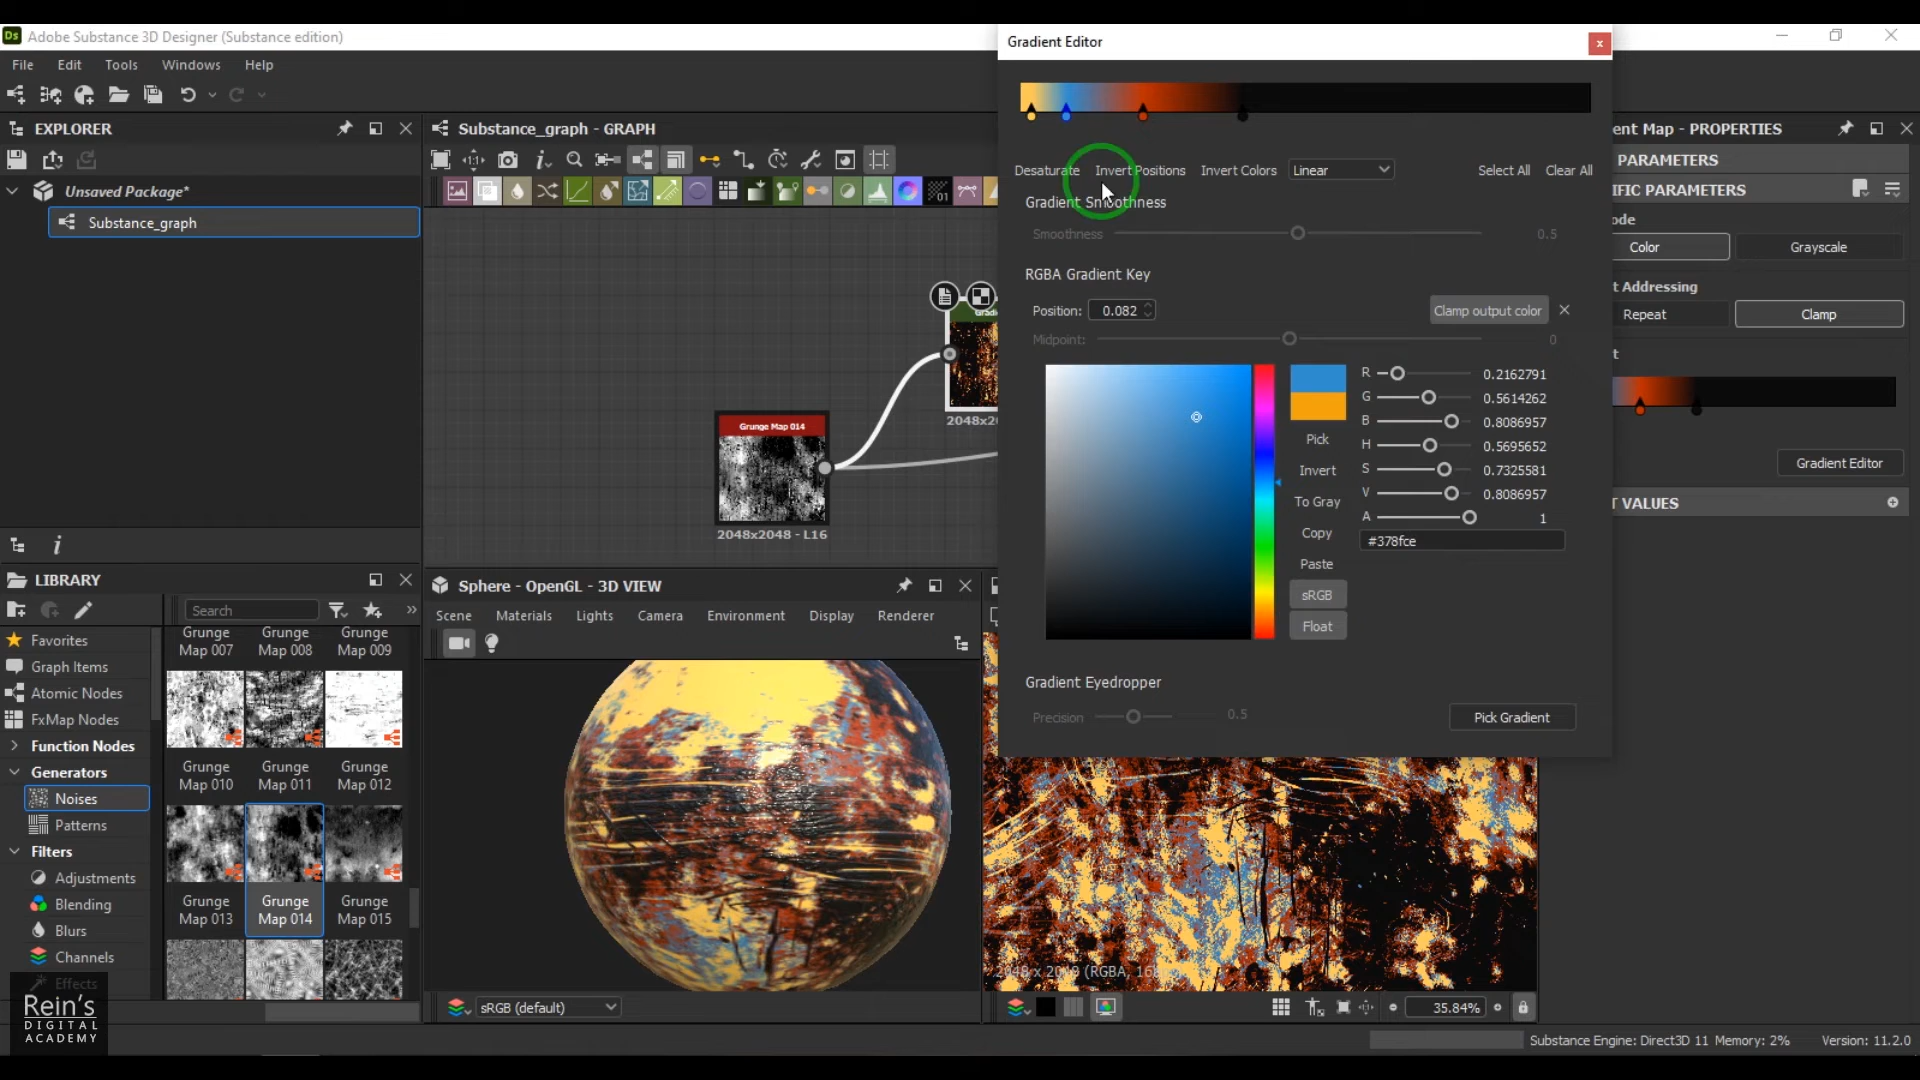 Ds Adobe Substance 3D Designer (Substance edition)
File Edit Tools Windows Help
EXPLORER
Unsaved Package*
Substance_graph
Substance_graph - GRAPH
01
Grunge Map 014
2048x2048 - L16
Gradi
2048x20
LIBRARY
Search
Favorites
Graph Items
Atomic Nodes
FxMap Nodes
Function Nodes
Generators
Noises
Patterns
Filters
Adjustments
Blending
Blurs
Channels
Effects
Grunge Map 007
Grunge Map 008
Grunge Map 009
Grunge Map 010
Grunge Map 011
Grunge Map 012
Grunge Map 013
Grunge Map 014
Grunge Map 015
Rein's
DIGITAL
ACADEMY
Sphere - OpenGL - 3D VIEW
Scene Materials Lights Camera Environment Display Renderer
sRGB (default)
Gradient Editor
x
Desaturate Invert Positions Invert Colors Linear Select All Clear All
Gradient Smoothness
Smoothness 0.5
RGBA Gradient Key
Position: 0.082 Clamp output color
Midpoint: 0
R 0.2162791
G 0.5614262
B 0.8086957
H 0.5695652
S 0.7325581
V 0.8086957
A 1
#378fce
Pick
Invert
To Gray
Copy
Paste
sRGB
Float
Gradient Eyedropper
Precision 0.5 Pick Gradient
ent Map - PROPERTIES
PARAMETERS
IFIC PARAMETERS
ode
Color Grayscale
t Addressing
Repeat Clamp
t
Gradient Editor
T VALUES
35.84%
Substance Engine: Direct3D 11 Memory: 2% Version: 11.2.0